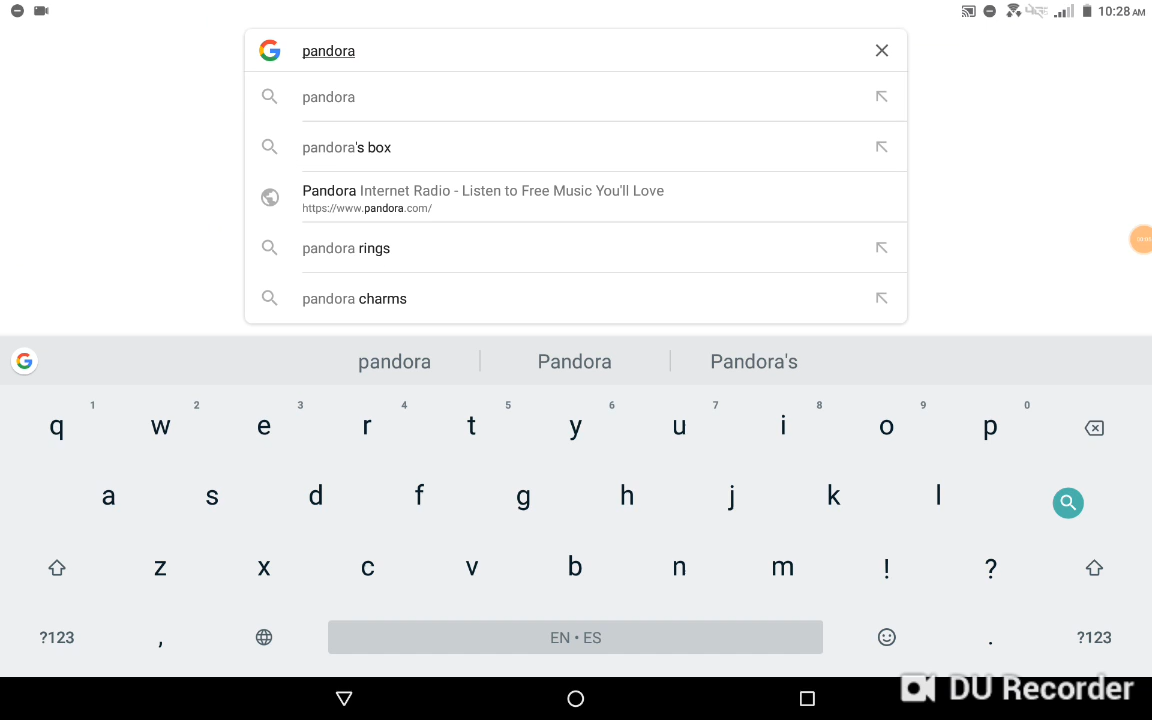 10:28 AM
pandora
pandora
pandora's box
Pandora Internet Radio - Listen to Free Music You'll Love
https://www.pandora.com/
pandora rings
pandora charms
pandora Pandora Pandora's
1 2 3 4 5 6 7 8 9 0
q w e r t y u i o p
a s d f g h j k l
z x c v b n m ! ?
?123 , EN • ES . ?123
DU Recorder